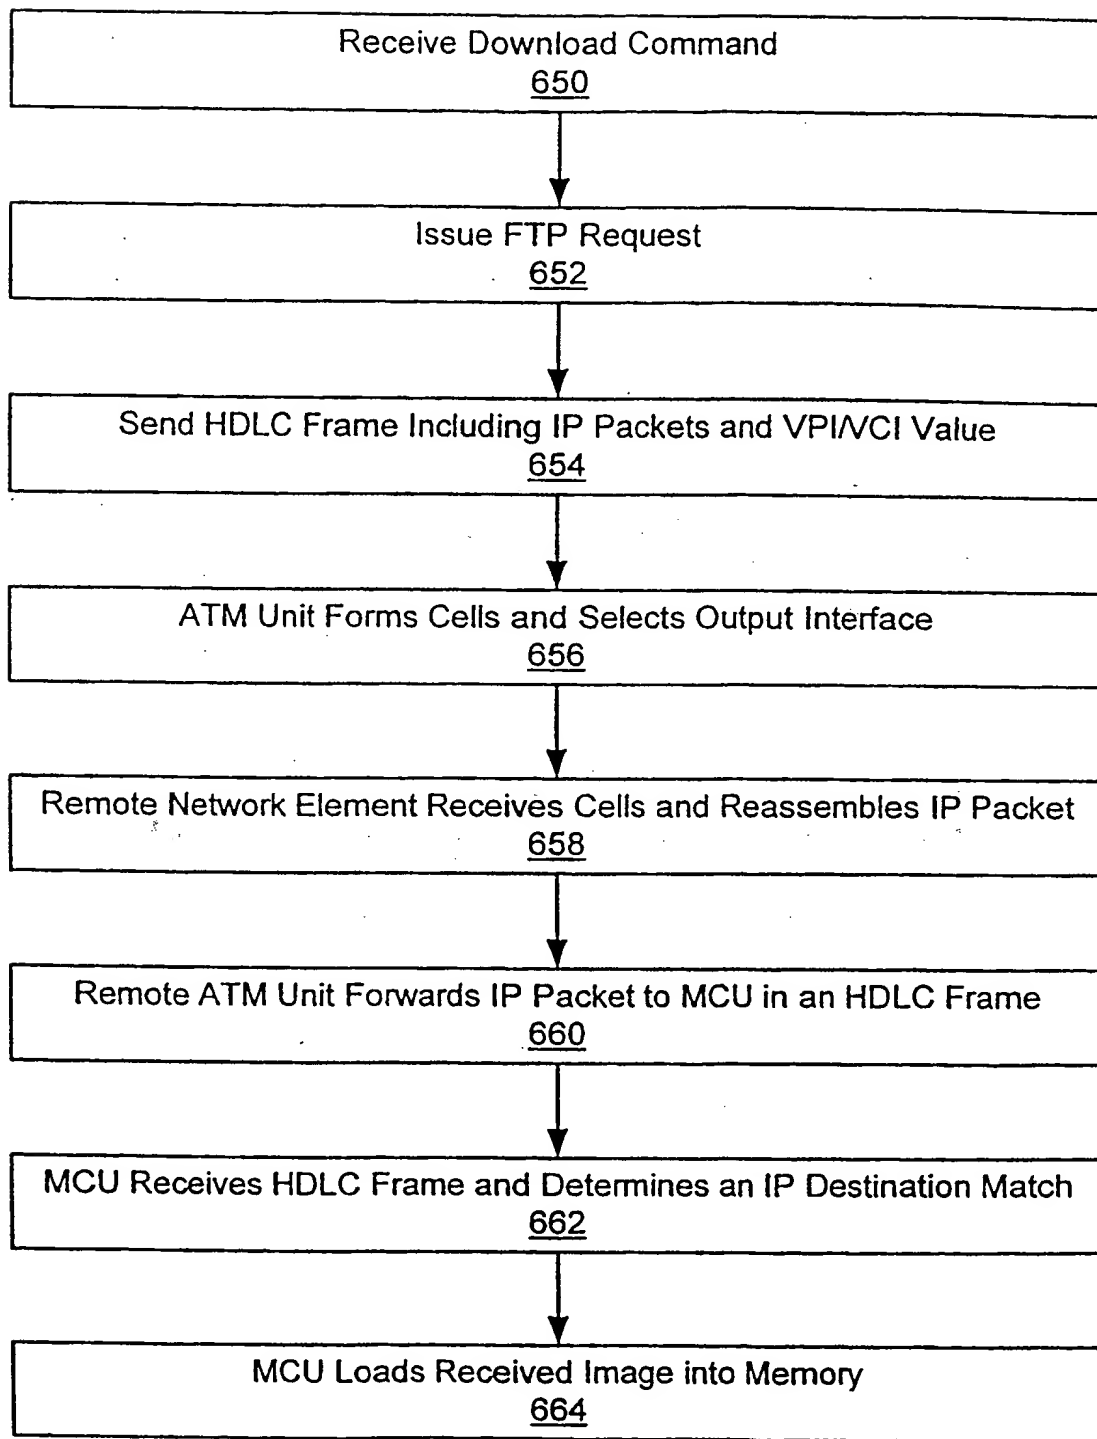 Receive Download Command
650
Issue FTP Request
652
Send HDLC Frame Including IP Packets and VPI/VCI Value
654
ATM Unit Forms Cells and Selects Output Interface
656
Remote Network Element Receives Cells and Reassembles IP Packet
658
Remote ATM Unit Forwards IP Packet to MCU in an HDLC Frame
660
MCU Receives HDLC Frame and Determines an IP Destination Match
662
MCU Loads Received Image into Memory
664